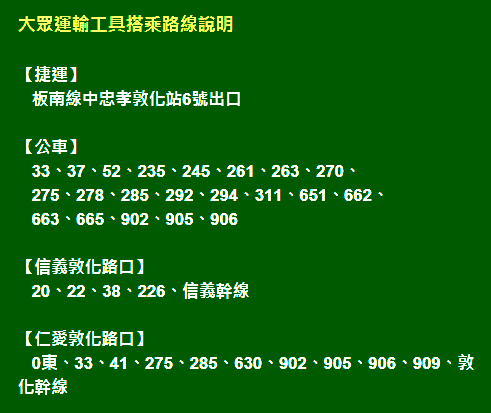 大眾運輸工具搭乘路線說明
【捷運】
板南線中忠孝敦化站6號出口
【公車】
33、37、52、235、245、261、263、270、
275、278、285、292、294、311、651、662、
663、665、902、905、906
【信義敦化路口】
20、22、38、226、信義幹線
【仁愛敦化路口】
0東、33、41、275、285、630、902、905、906、909、敦
化幹線